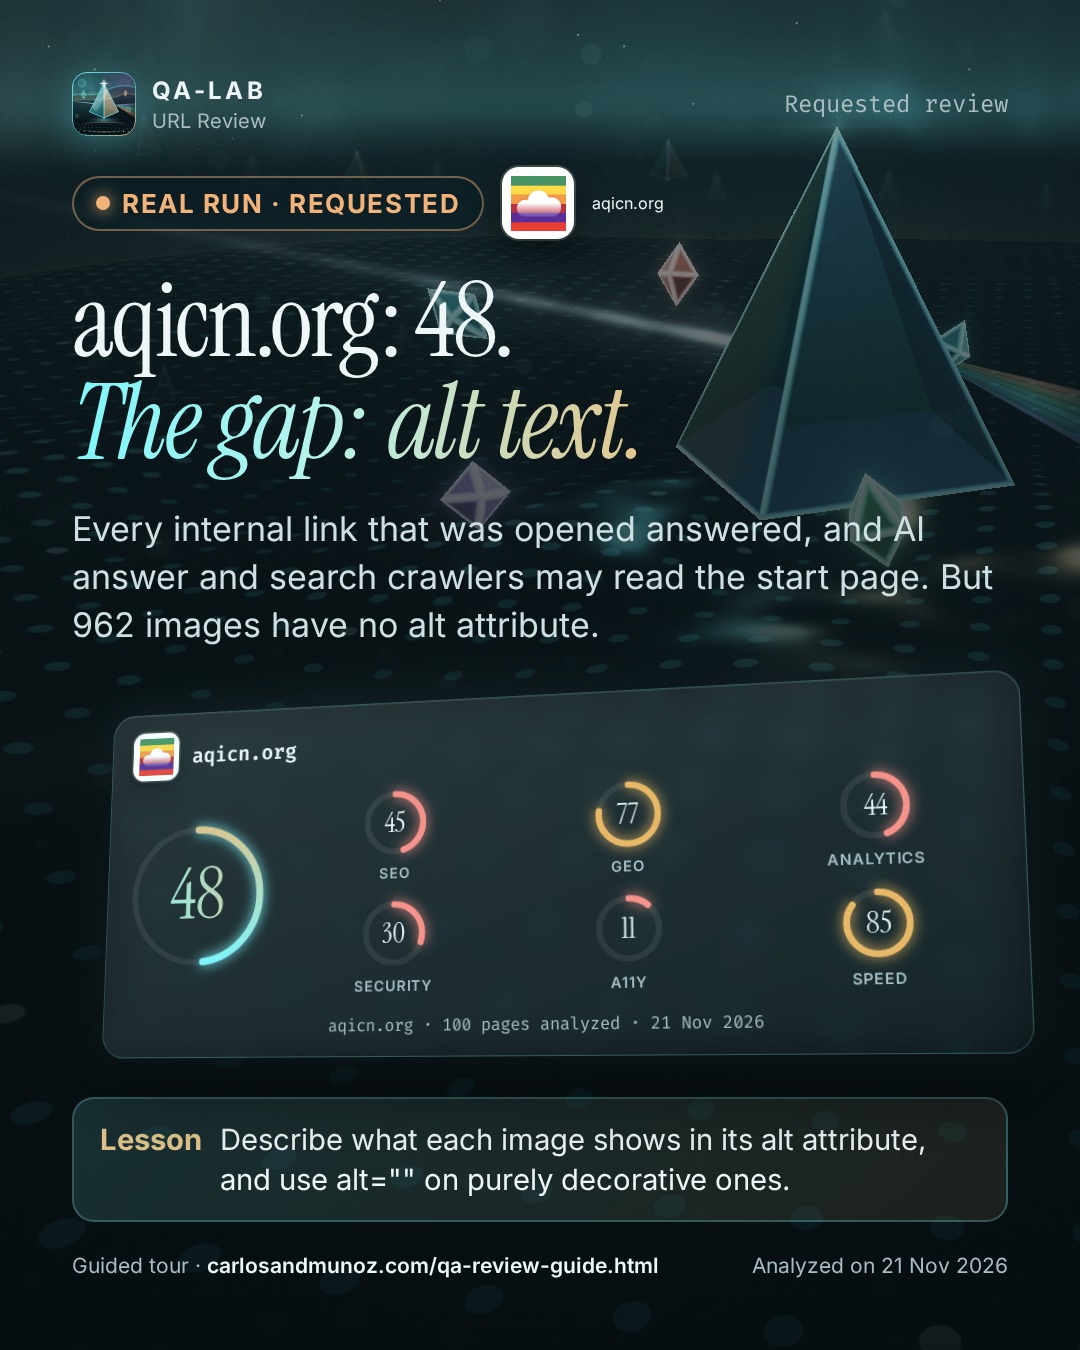 QA-LAB
URL Review
Requested review
REAL RUN · REQUESTED
aqicn.org
aqicn.org: 48.
The gap: alt text.
Every internal link that was opened answered, and AI
answer and search crawlers may read the start page. But
962 images have no alt attribute.
aqicn.org
48
45
SEO
77
GEO
44
ANALYTICS
30
SECURITY
11
A11Y
85
SPEED
aqicn.org · 100 pages analyzed · 21 Nov 2026
Lesson Describe what each image shows in its alt attribute,
and use alt="" on purely decorative ones.
Guided tour · carlosandmunoz.com/qa-review-guide.html
Analyzed on 21 Nov 2026